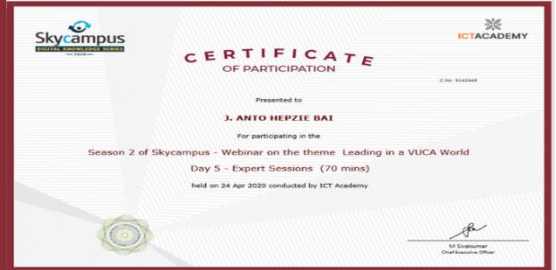 Skycampus
DIGITAL KNOWLEDGE SERIES
ICTACADEMY
CERTIFICATE
OF PARTICIPATION
Presented to
J. ANTO HEPZIE BAI
For participating in the
Season 2 of Skycampus - Webinar on the theme Leading in a VUCA World
Day 5 - Expert Sessions (70 mins)
held on 24 Apr 2020 conducted by ICT Academy
M Sivakumar
Chief Executive Officer